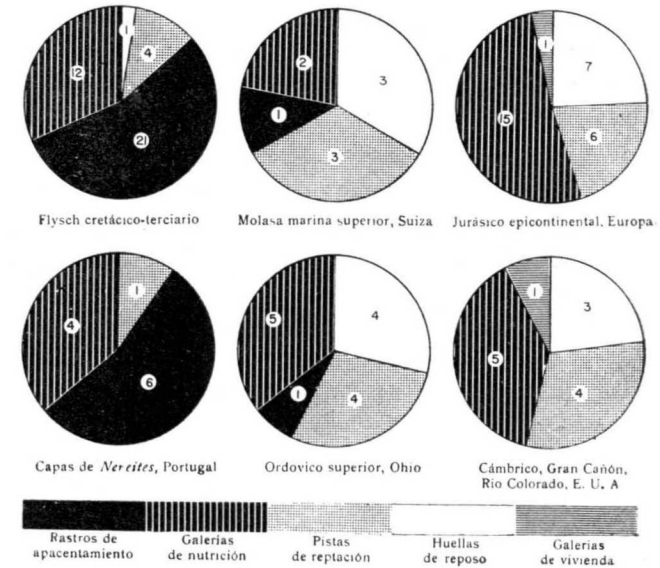 1
4
12
21
Flysch cretácico-terciario
2
3
1
3
Molasa marina superior, Suiza
1
7
15
6
Jurásico epicontinental, Europa
1
4
6
Capas de Nereites, Portugal
5
4
1
4
Ordovico superior, Ohio
1
3
5
4
Cámbrico, Gran Cañón,
Rio Colorado, E. U. A
Rastros de
apacentamiento
Galerias
de nutrición
Pistas
de reptación
Huellas
de reposo
Galerias
de vivienda